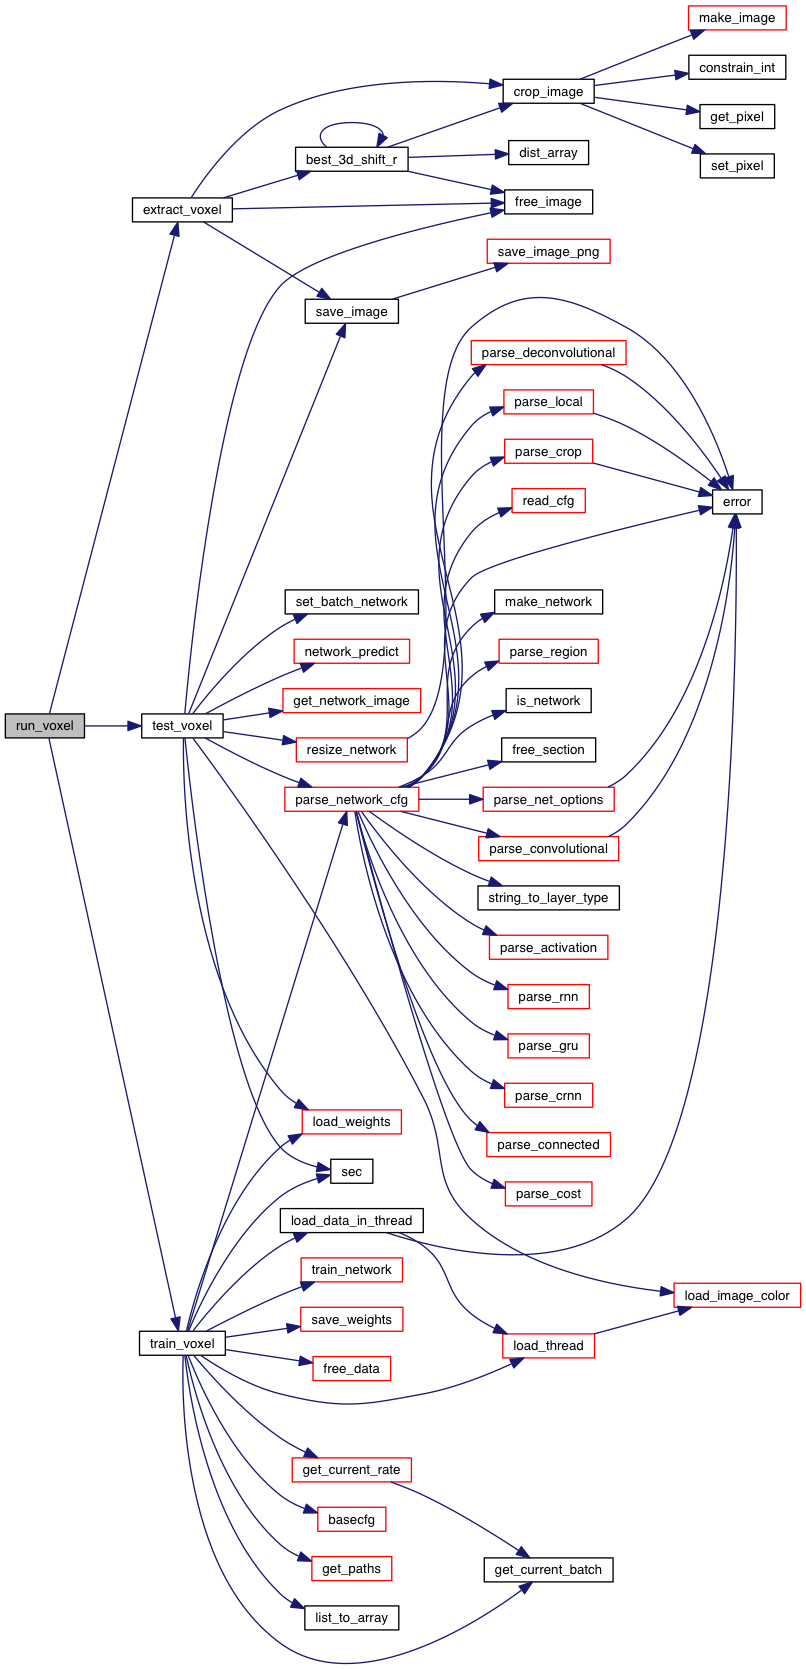 make_image
constrain_int
crop_image
get_pixel
best_3d_shift_r
dist_array
set_pixel
extract_voxel
free_image
save_image_png
save_image
parse_deconvolutional
parse_local
parse_crop
read_cfg
error
set_batch_network
make_network
network_predict
parse_region
get_network_image
is_network
run_voxel
test_voxel
resize_network
free_section
parse_network_cfg
parse_net_options
parse_convolutional
string_to_layer_type
parse_activation
parse_rnn
parse_gru
parse_crnn
load_weights
parse_connected
sec
parse_cost
load_data_in_thread
train_network
load_image_color
save_weights
train_voxel
load_thread
free_data
get_current_rate
basecfg
get_paths
get_current_batch
list_to_array